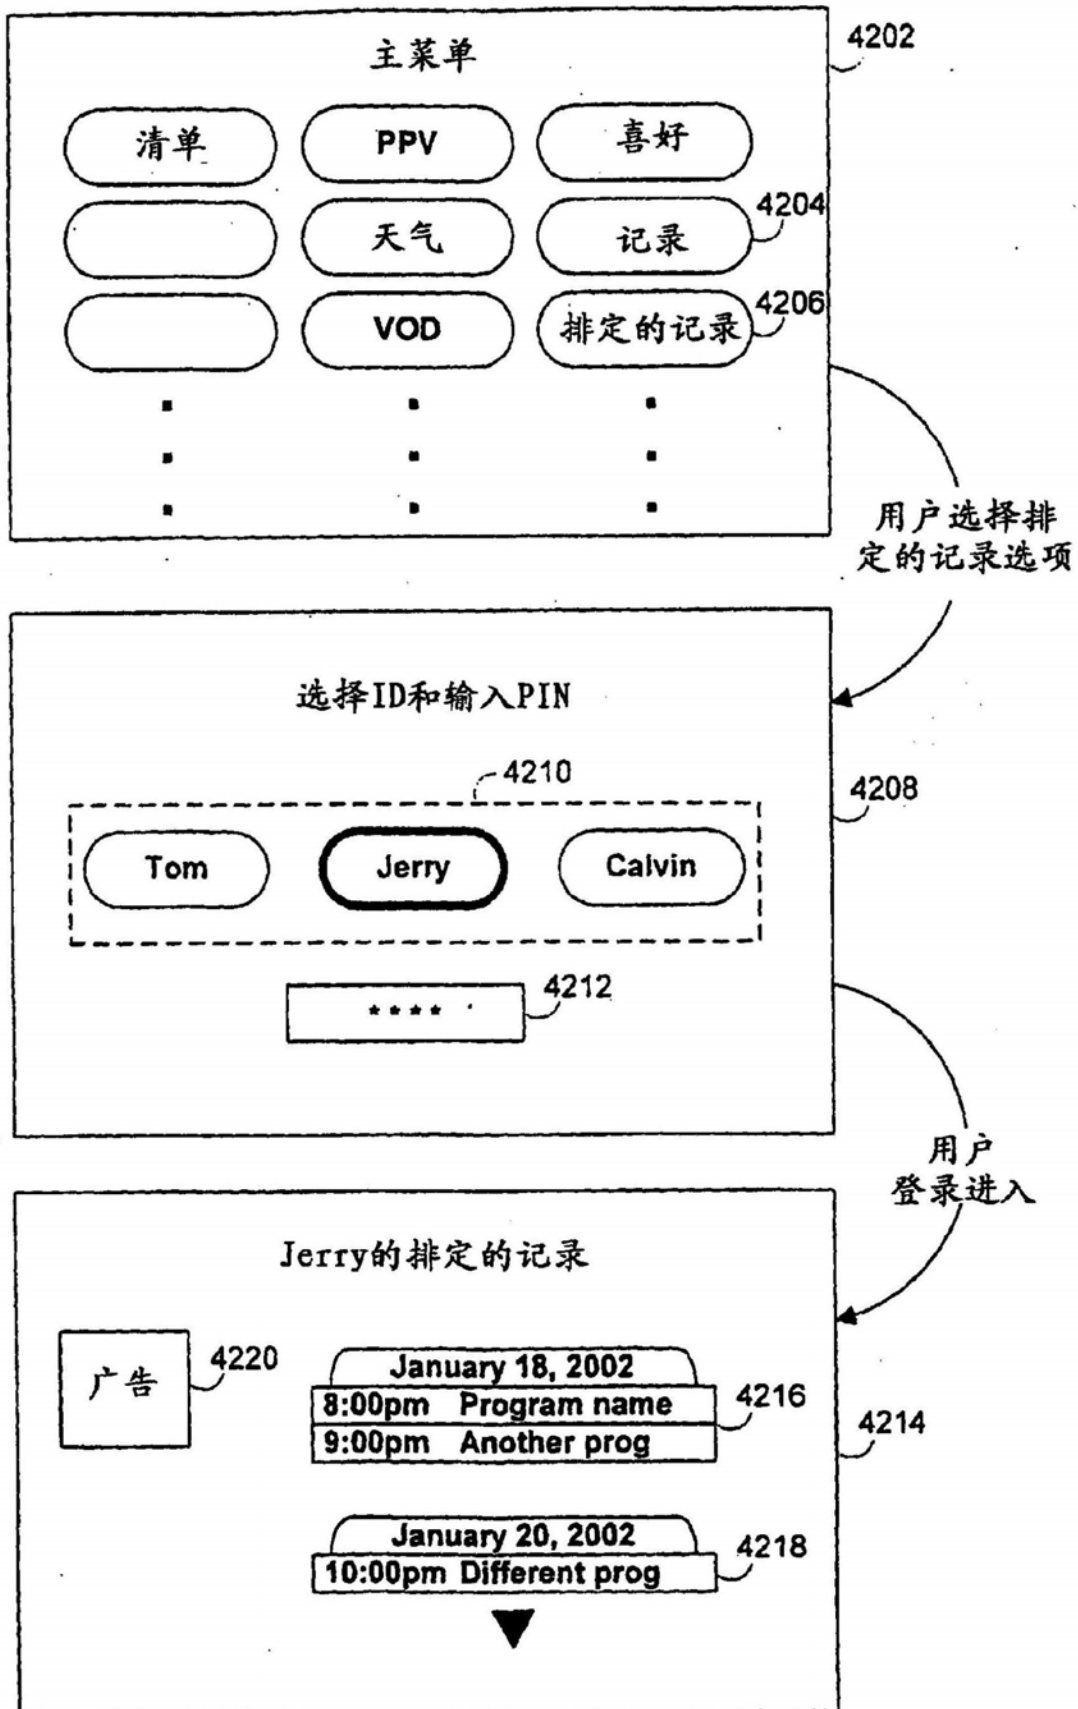 主菜单
4202
清单
PPV
喜好
天气
记录
4204
VOD
排定的记录
4206
用户选择排
定的记录选项
选择ID和输入PIN
4210
4208
Tom
Jerry
Calvin
****
4212
用户
登录进入
Jerry的排定的记录
广告
4220
January 18, 2002
8:00pm Program name
9:00pm Another prog
4216
4214
January 20, 2002
10:00pm Different prog
4218